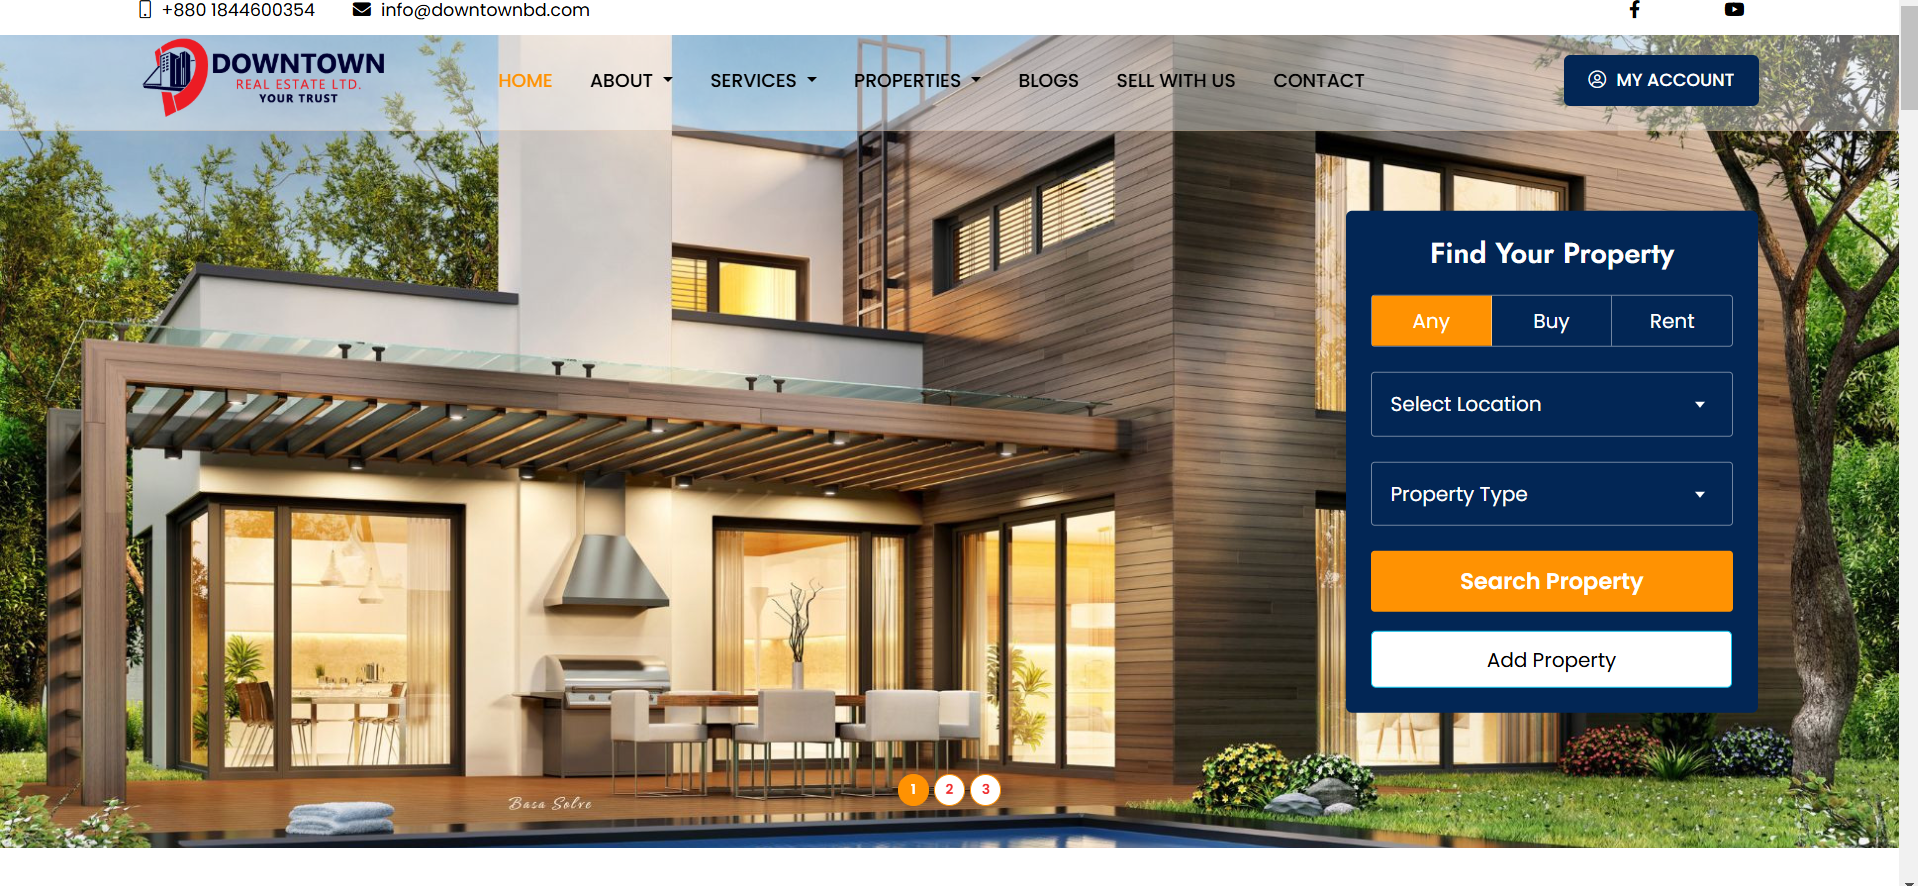 +880 1844600354
info@downtownbd.com
DOWNTOWN
REAL ESTATE LTD.
YOUR TRUST
HOME
ABOUT
SERVICES
PROPERTIES
BLOGS
SELL WITH US
CONTACT
MY ACCOUNT
Find Your Property
Any
Buy
Rent
Select Location
Property Type
Search Property
Add Property
1
2
3
Basa Solve